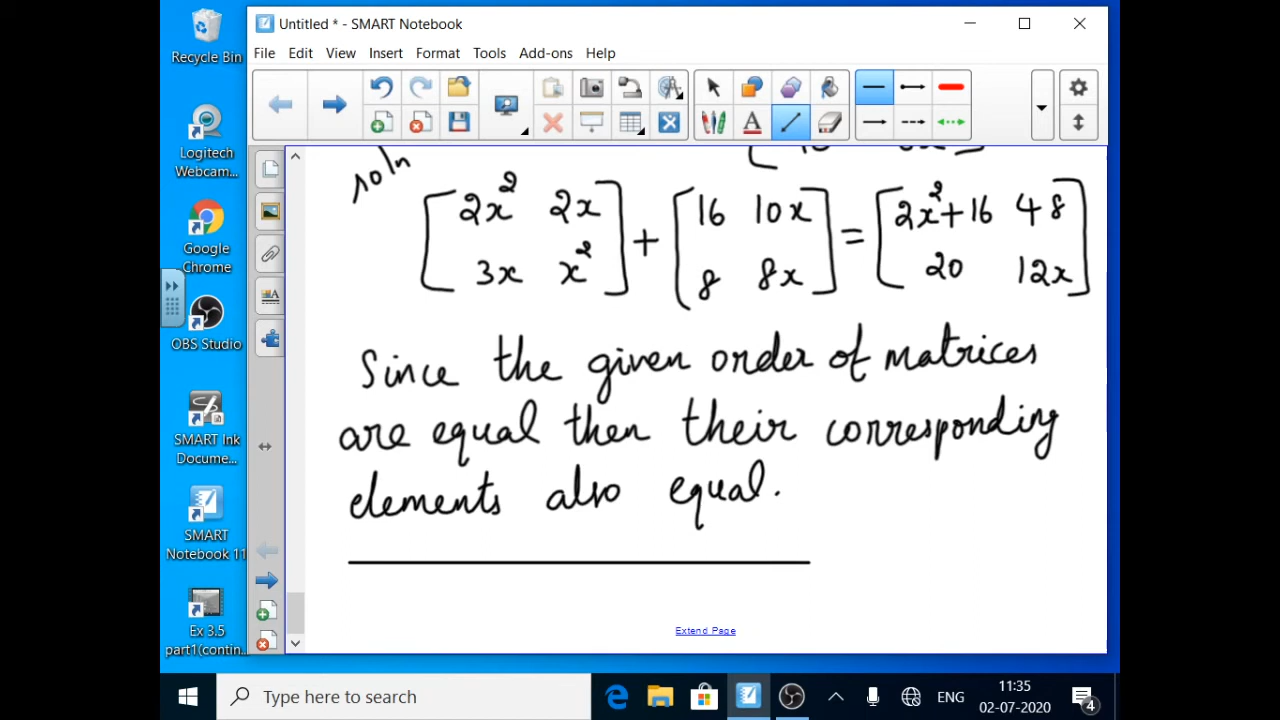 Recycle Bin
Logitech Webcam...
Google Chrome
OBS Studio
SMART Ink Docume...
SMART Notebook 11
Ex 3.5 part1(contin...
Untitled * - SMART Notebook
File Edit View Insert Format Tools Add-ons Help
soln
[2x² 2x] + [16 10x] = [2x²+16 48]
[3x x²] [8 8x] [20 12x]
Since the given order of matrices
are equal then their corresponding
elements also equal.
Extend Page
Type here to search
ENG
11:35
02-07-2020
4